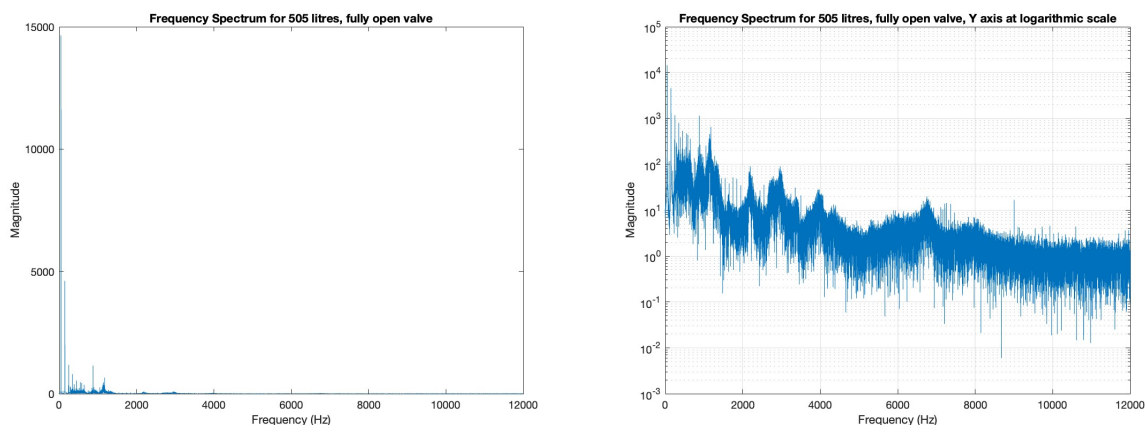 Frequency Spectrum for 505 litres, fully open valve
15000
10000
5000
0
Magnitude
0 2000 4000 6000 8000 10000 12000
Frequency (Hz)
Frequency Spectrum for 505 litres, fully open valve, Y axis at logarithmic scale
10^5
10^4
10^3
10^2
10^1
10^0
10^-1
10^-2
10^-3
Magnitude
0 2000 4000 6000 8000 10000 12000
Frequency (Hz)